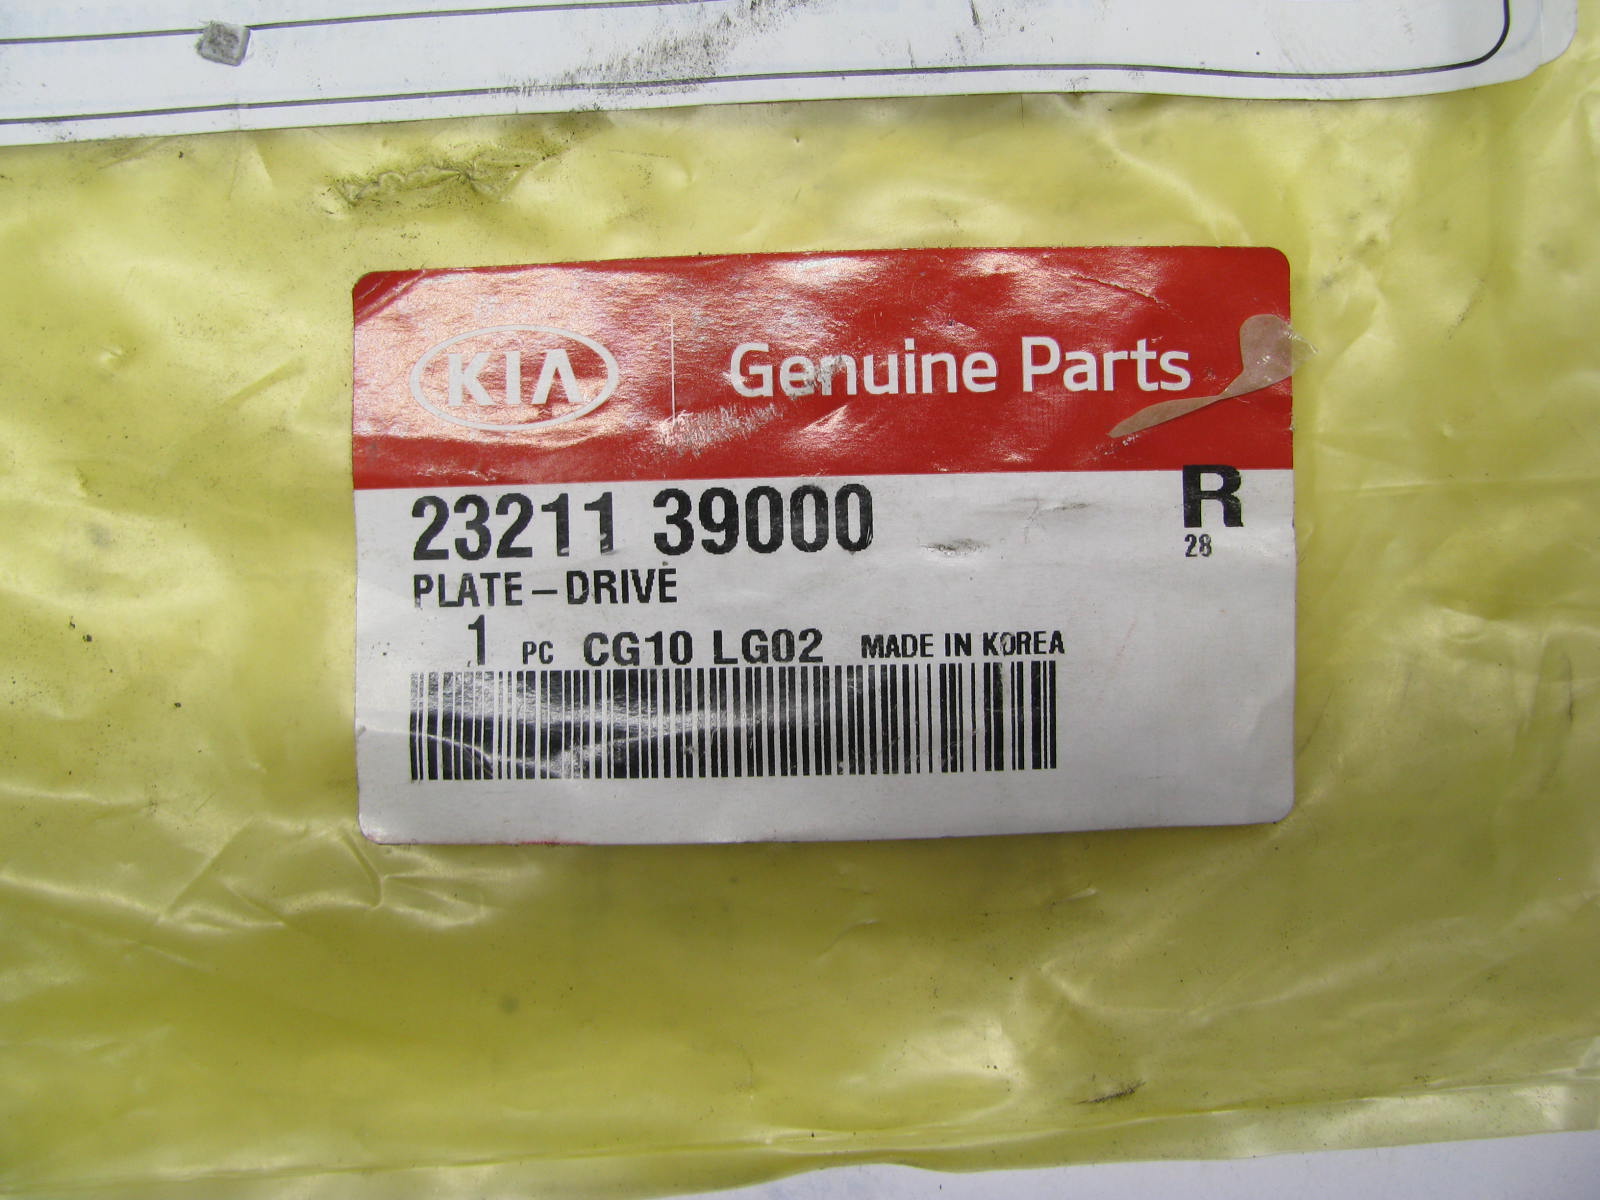 KIA Genuine Parts
23211 39000 R
PLATE-DRIVE 28
1 PC CG10 LG02 MADE IN KOREA